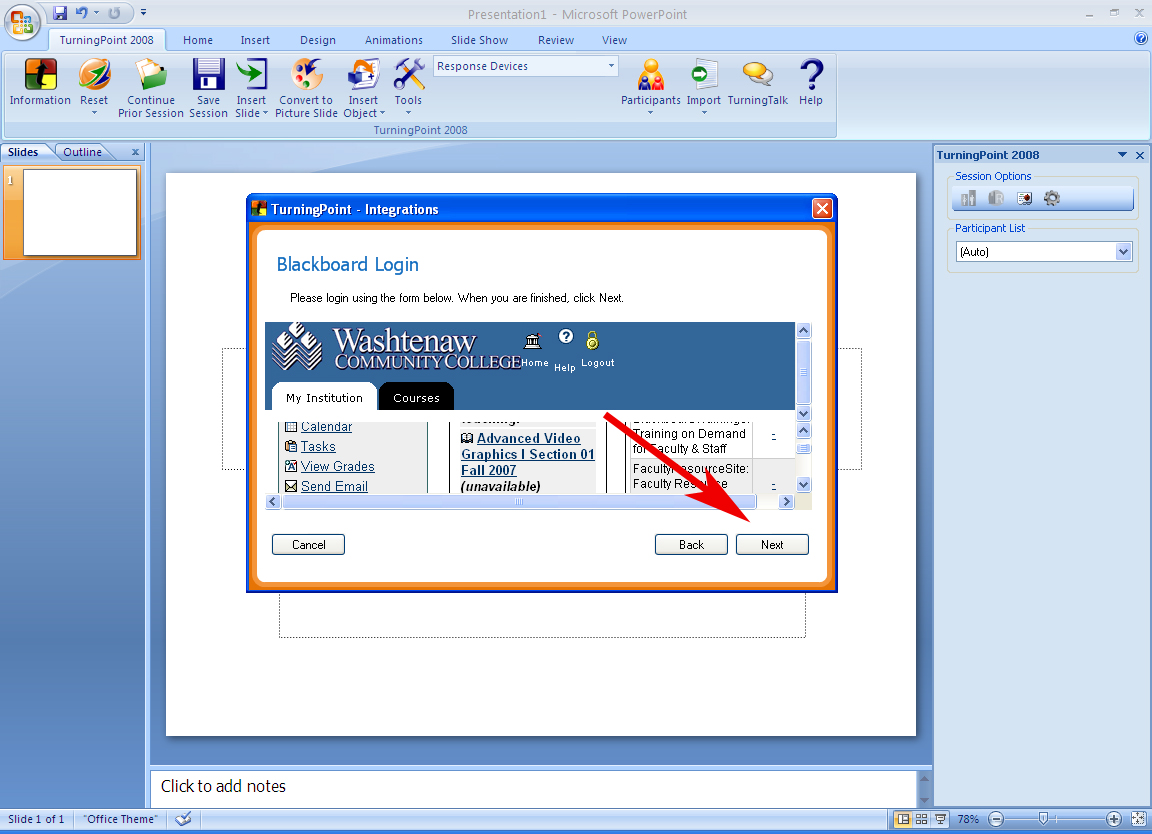 Presentation1 - Microsoft PowerPoint
TurningPoint 2008 Home Insert Design Animations Slide Show Review View
Response Devices
Information Reset Continue Prior Session Save Session Insert Slide Convert to Picture Slide Insert Object Tools Participants Import TurningTalk Help
TurningPoint 2008
Slides Outline x
1
TurningPoint 2008
Session Options
Participant List
(Auto)
TurningPoint - Integrations
Blackboard Login
Please login using the form below. When you are finished, click Next.
Washtenaw
COMMUNITY COLLEGE
Home Help Logout
My Institution Courses
Calendar
Tasks
View Grades
Send Email
Advanced Video
Graphics I Section 01
Fall 2007
(unavailable)
Training on Demand
for Faculty & Staff
-
Faculty Resource
-
Cancel Back Next
Click to add notes
Slide 1 of 1 "Office Theme" 78%